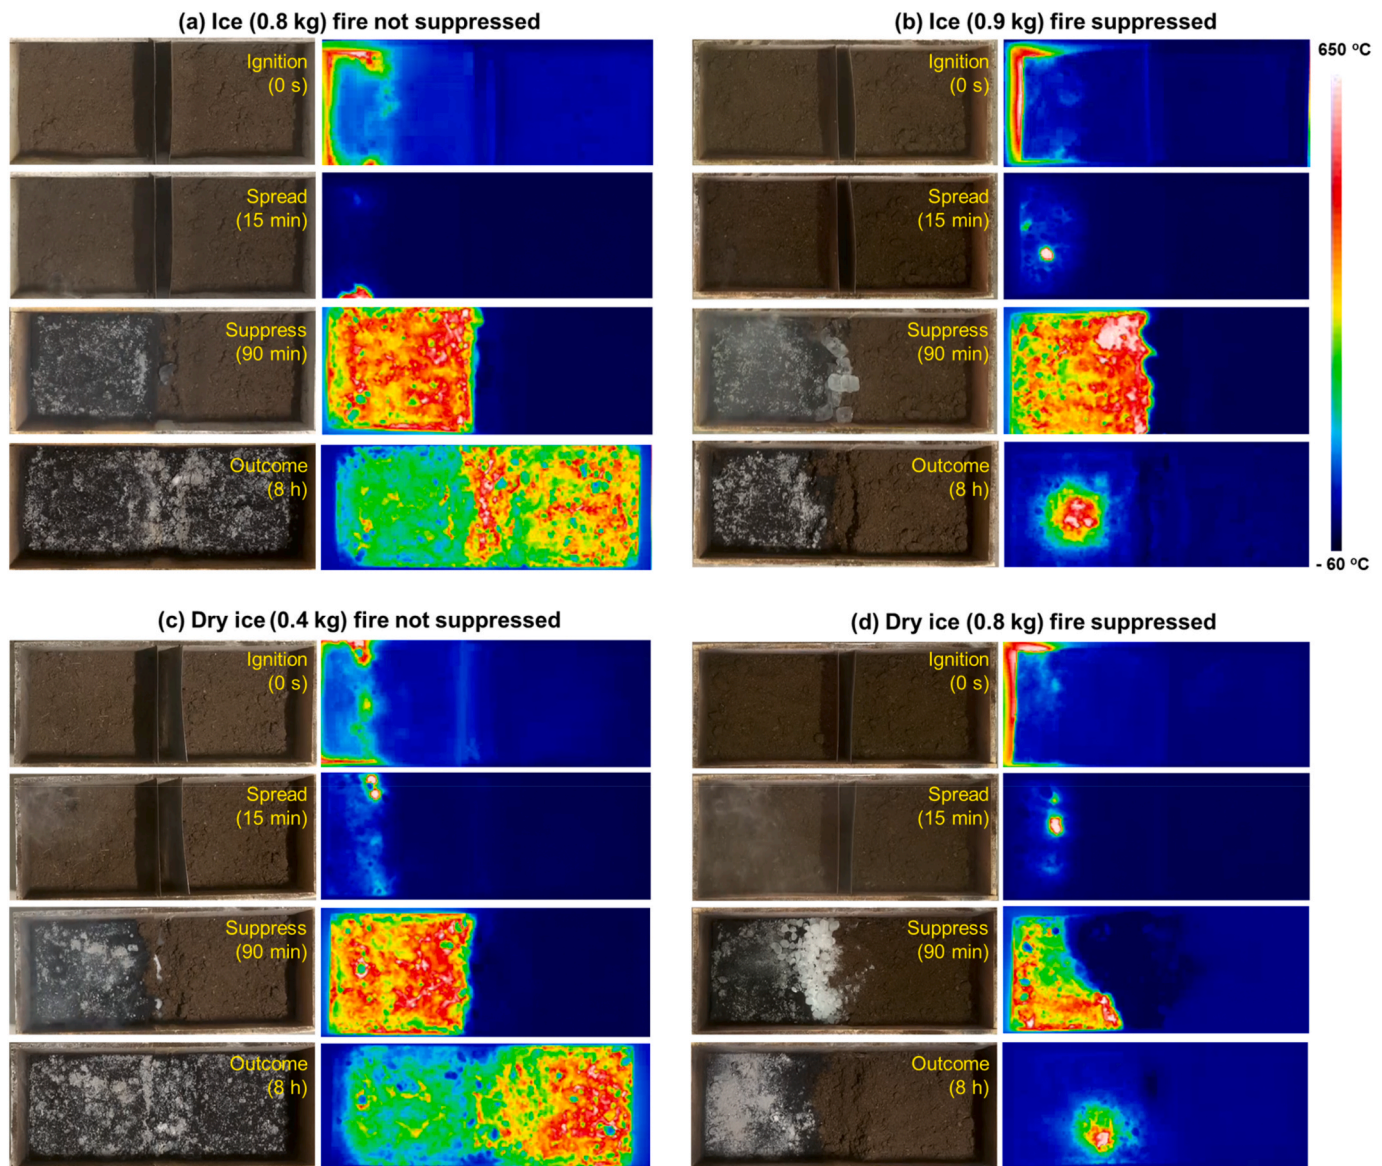 (a) Ice (0.8 kg) fire not suppressed
Ignition
(0 s)
Spread
(15 min)
Suppress
(90 min)
Outcome
(8 h)
(b) Ice (0.9 kg) fire suppressed
Ignition
(0 s)
Spread
(15 min)
Suppress
(90 min)
Outcome
(8 h)
650 °C
- 60 °C
(c) Dry ice (0.4 kg) fire not suppressed
Ignition
(0 s)
Spread
(15 min)
Suppress
(90 min)
Outcome
(8 h)
(d) Dry ice (0.8 kg) fire suppressed
Ignition
(0 s)
Spread
(15 min)
Suppress
(90 min)
Outcome
(8 h)